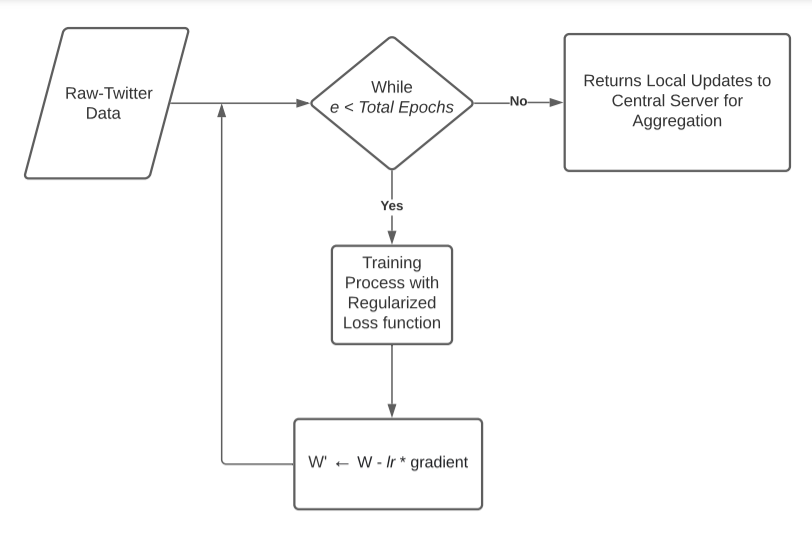 Raw-Twitter
Data
While
e < Total Epochs
No
Returns Local Updates to
Central Server for
Aggregation
Yes
Training
Process with
Regularized
Loss function
W' ← W - lr * gradient